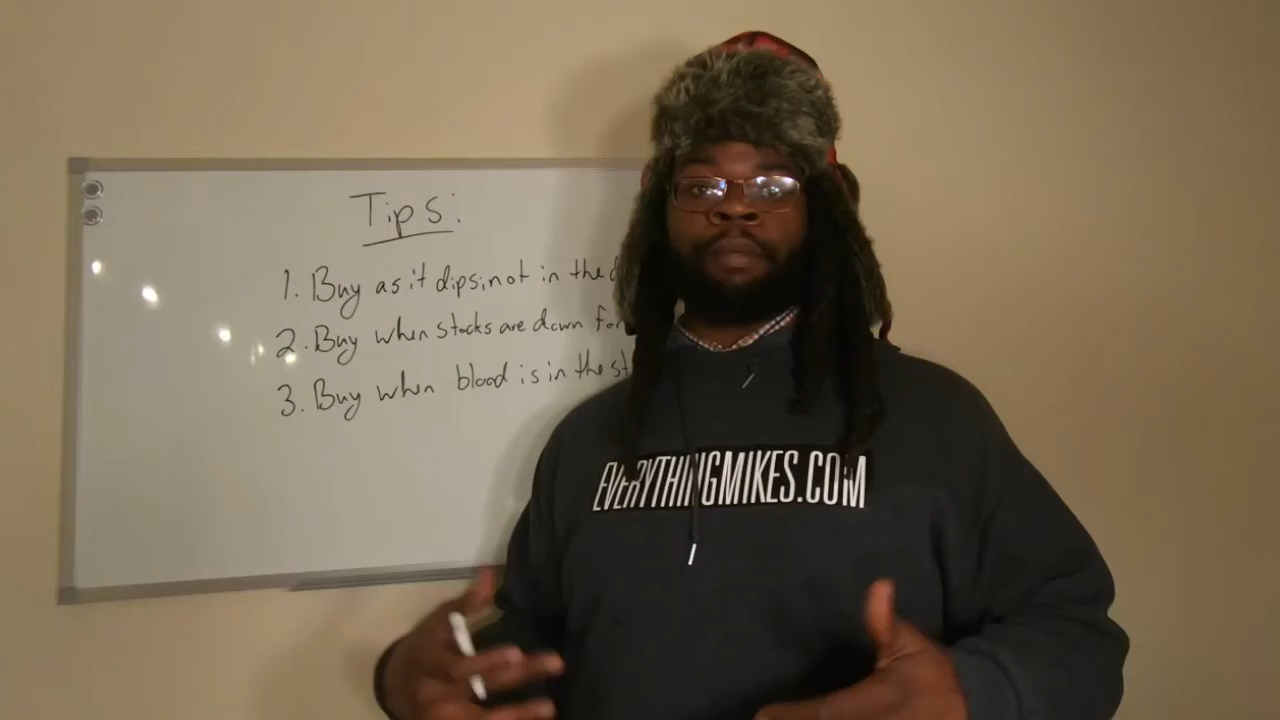 Tips:
1. Buy as it dips, not in the
2. Buy when stocks are down for
3. Buy when blood is in the
EVERYTHINGMIKES.COM